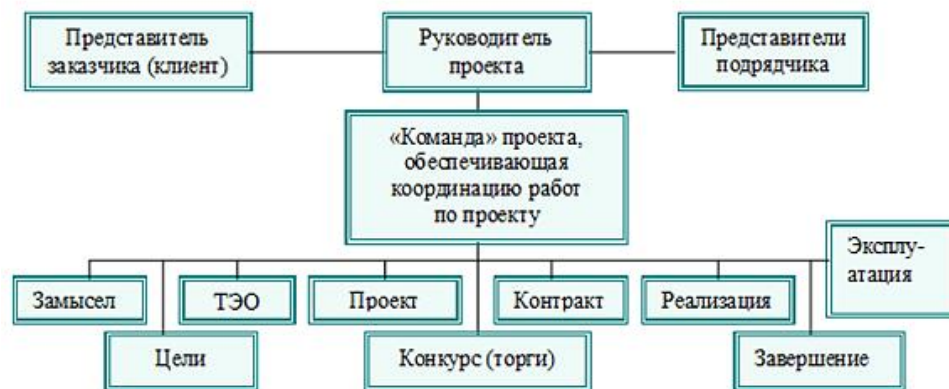 Представитель
заказчика (клиент)
Руководитель
проекта
Представители
подрядчика
«Команда» проекта,
обеспечивающая
координацию работ
по проекту
Эксплу-
атация
Замысел
ТЭО
Проект
Контракт
Реализация
Цели
Конкурс (торги)
Завершение